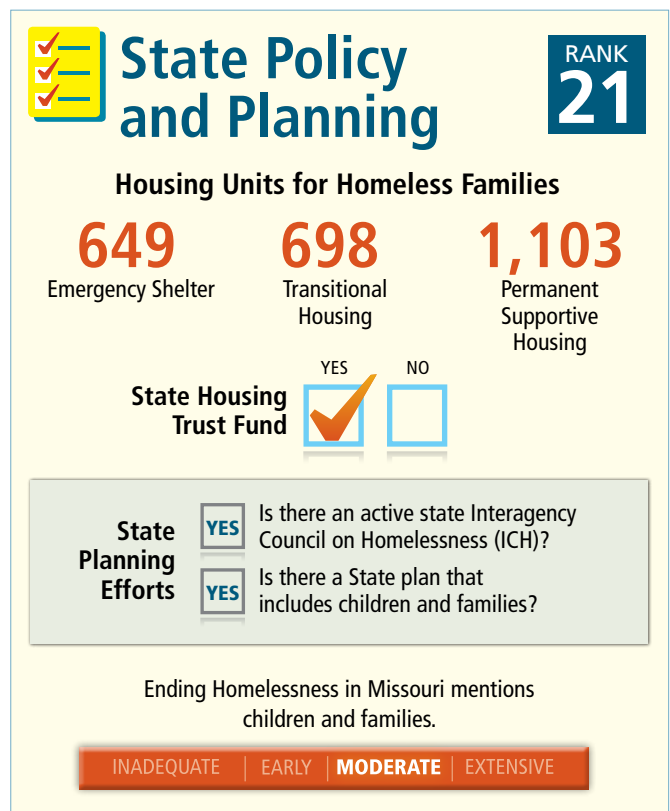 State Policy
and Planning
RANK
21
Housing Units for Homeless Families
649
Emergency Shelter
698
Transitional
Housing
1,103
Permanent
Supportive
Housing
YES NO
State Housing
Trust Fund
State
Planning
Efforts
YES
Is there an active state Interagency
Council on Homelessness (ICH)?
YES
Is there a State plan that
includes children and families?
Ending Homelessness in Missouri mentions
children and families.
INADEQUATE | EARLY | MODERATE | EXTENSIVE